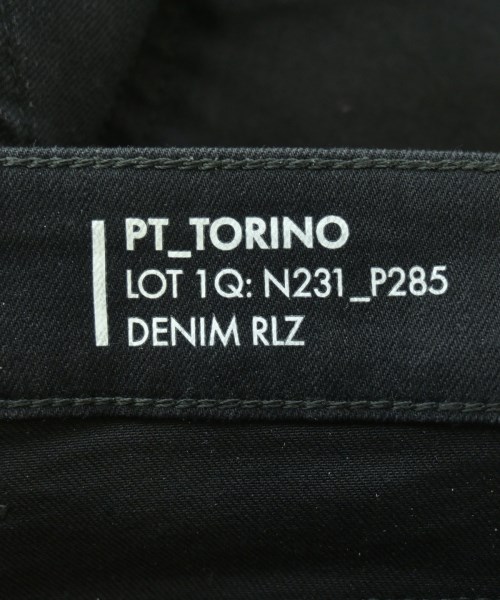 PT_TORINO
LOT 1Q: N231_P285
DENIM RLZ